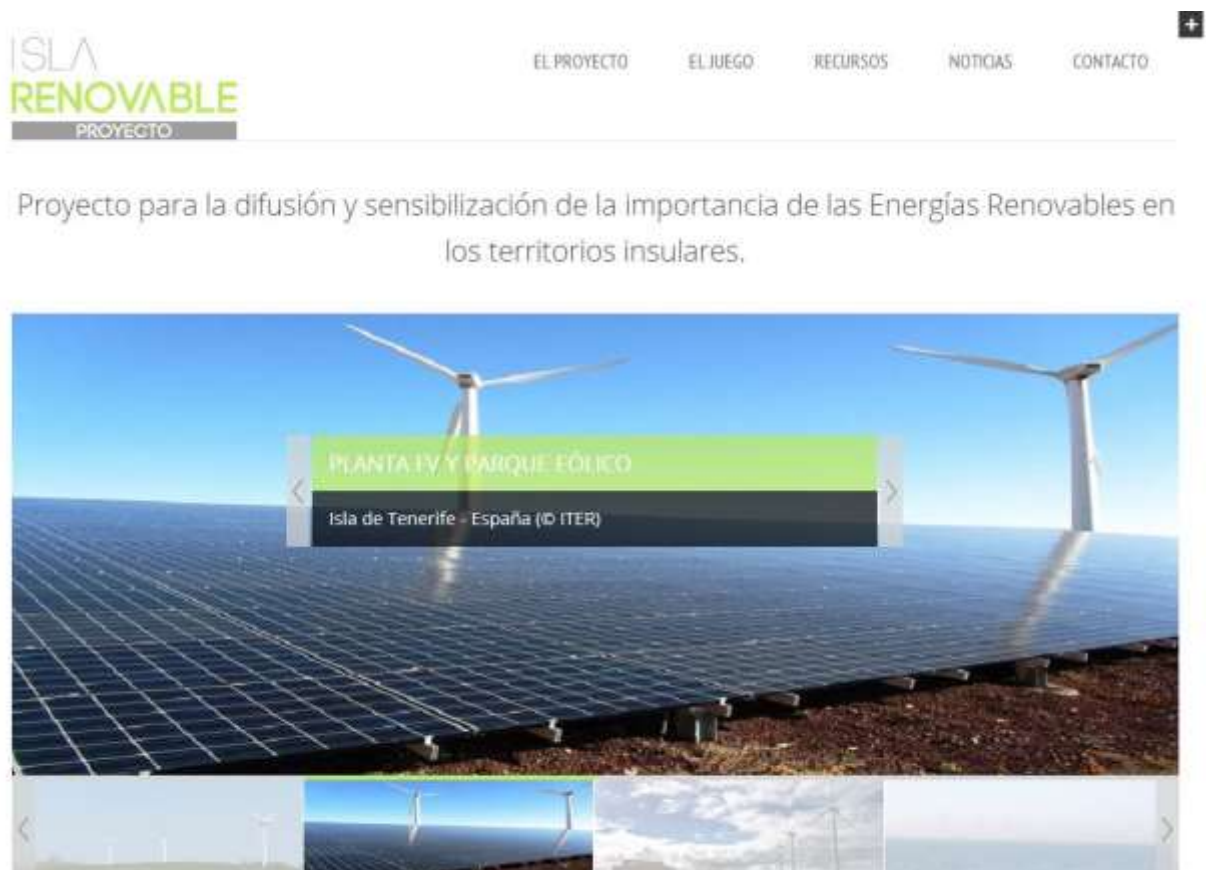 ISLA
RENOVABLE
PROYECTO
EL PROYECTO EL JUEGO RECURSOS NOTICIAS CONTACTO
Proyecto para la difusión y sensibilización de la importancia de las Energías Renovables en
los territorios insulares.
PLANTA FV Y PARQUE EÓLICO
Isla de Tenerife - España (© ITER)